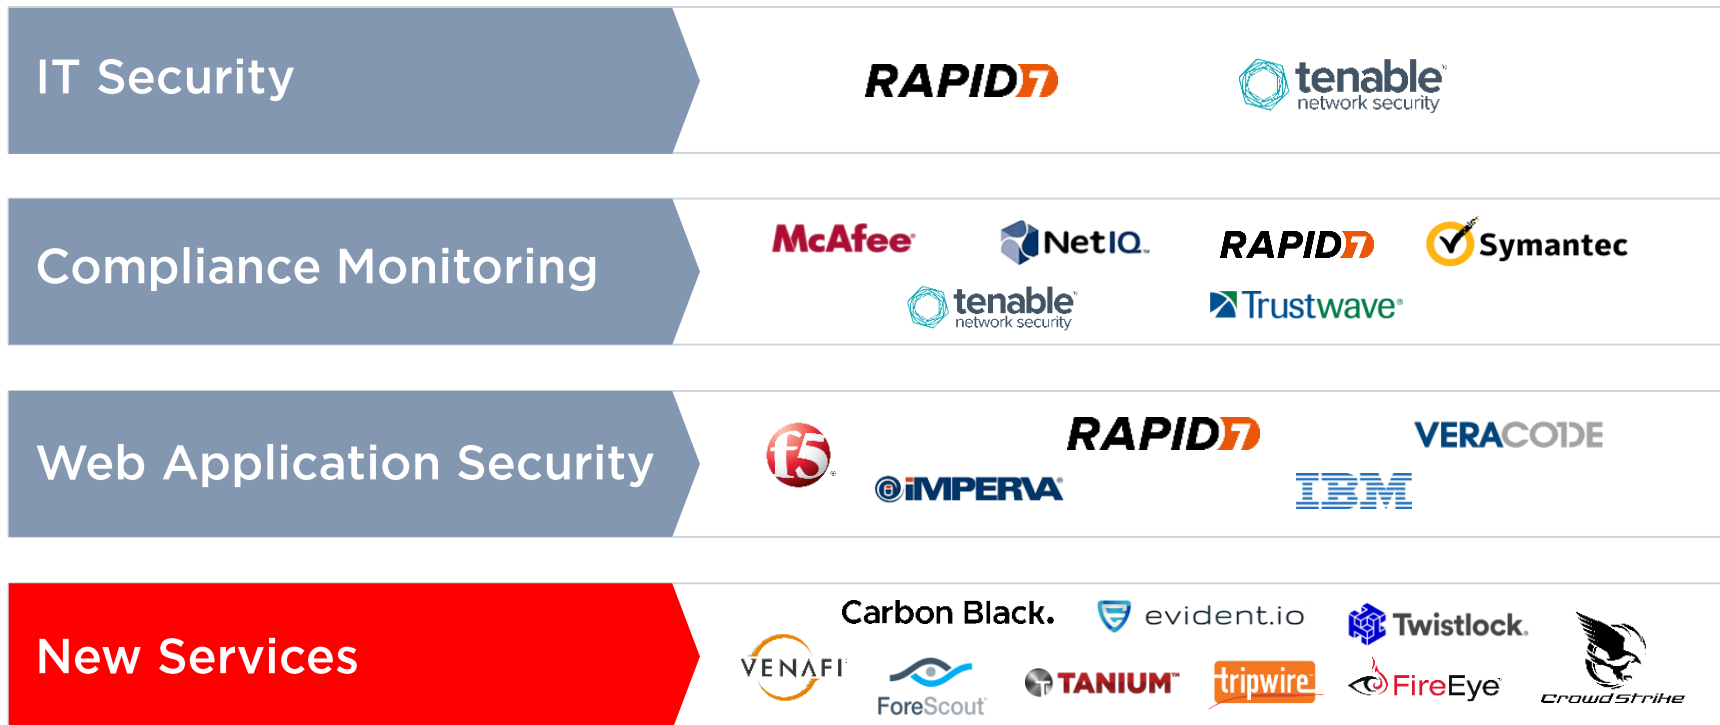 IT Security
RAPID7
tenable
network security
Compliance Monitoring
McAfee
NetIQ
RAPID7
Symantec
tenable
network security
Trustwave
Web Application Security
f5
RAPID7
VERACODE
IMPERVA
IBM
New Services
Carbon Black.
evident.io
Twistlock
VENAFI
ForeScout
TANIUM™
tripwire
FireEye
CROWDSTRIKE